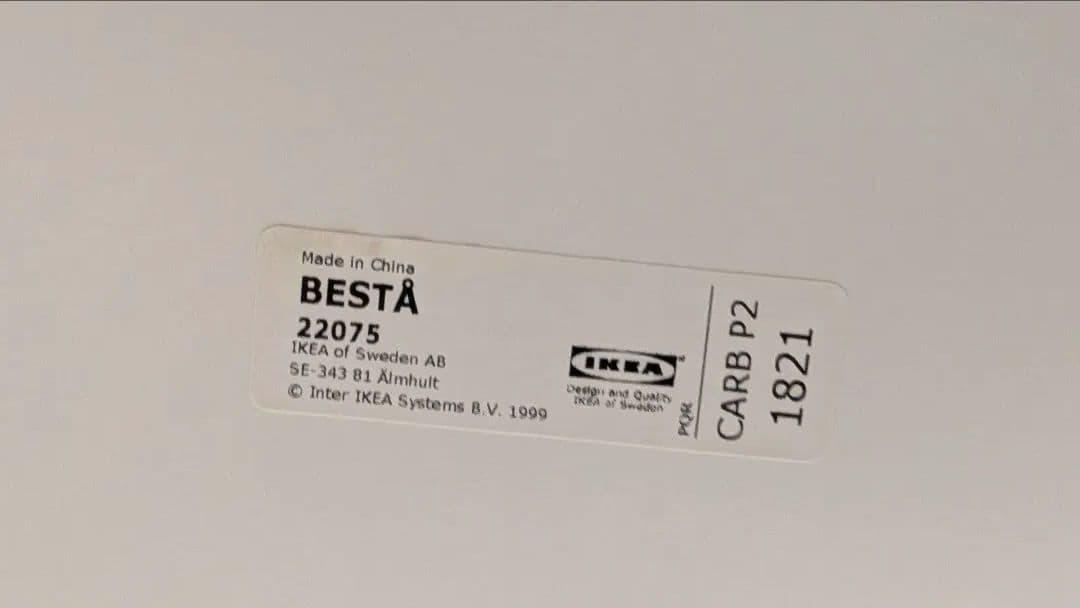 Made in China
BESTÅ
22075
IKEA of Sweden AB
SE-343 81 Älmhult
© Inter IKEA Systems B.V. 1999
IKEA®
Design and Quality
IKEA of Sweden
PQR
CARB P2
1821